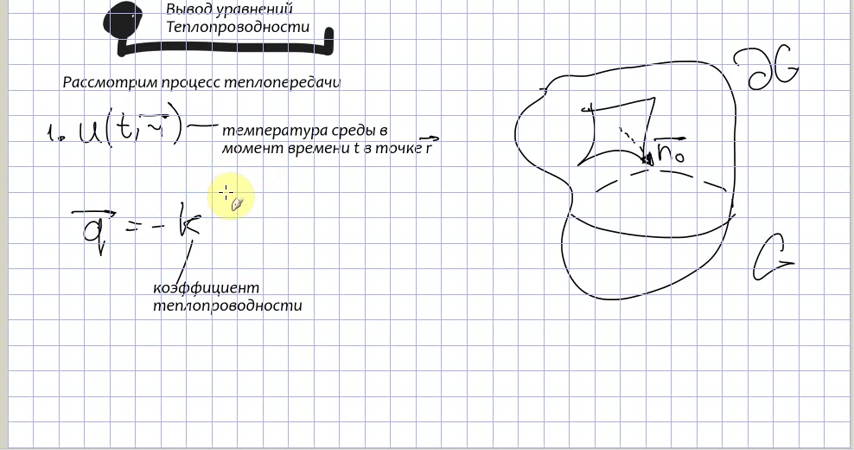 Вывод уравнений
Теплопроводности
Рассмотрим процесс теплопередачи
1. u(t, r) — температура среды в
момент времени t в точке r
∂G
n₀
q = - k
G
коэффициент
теплопроводности